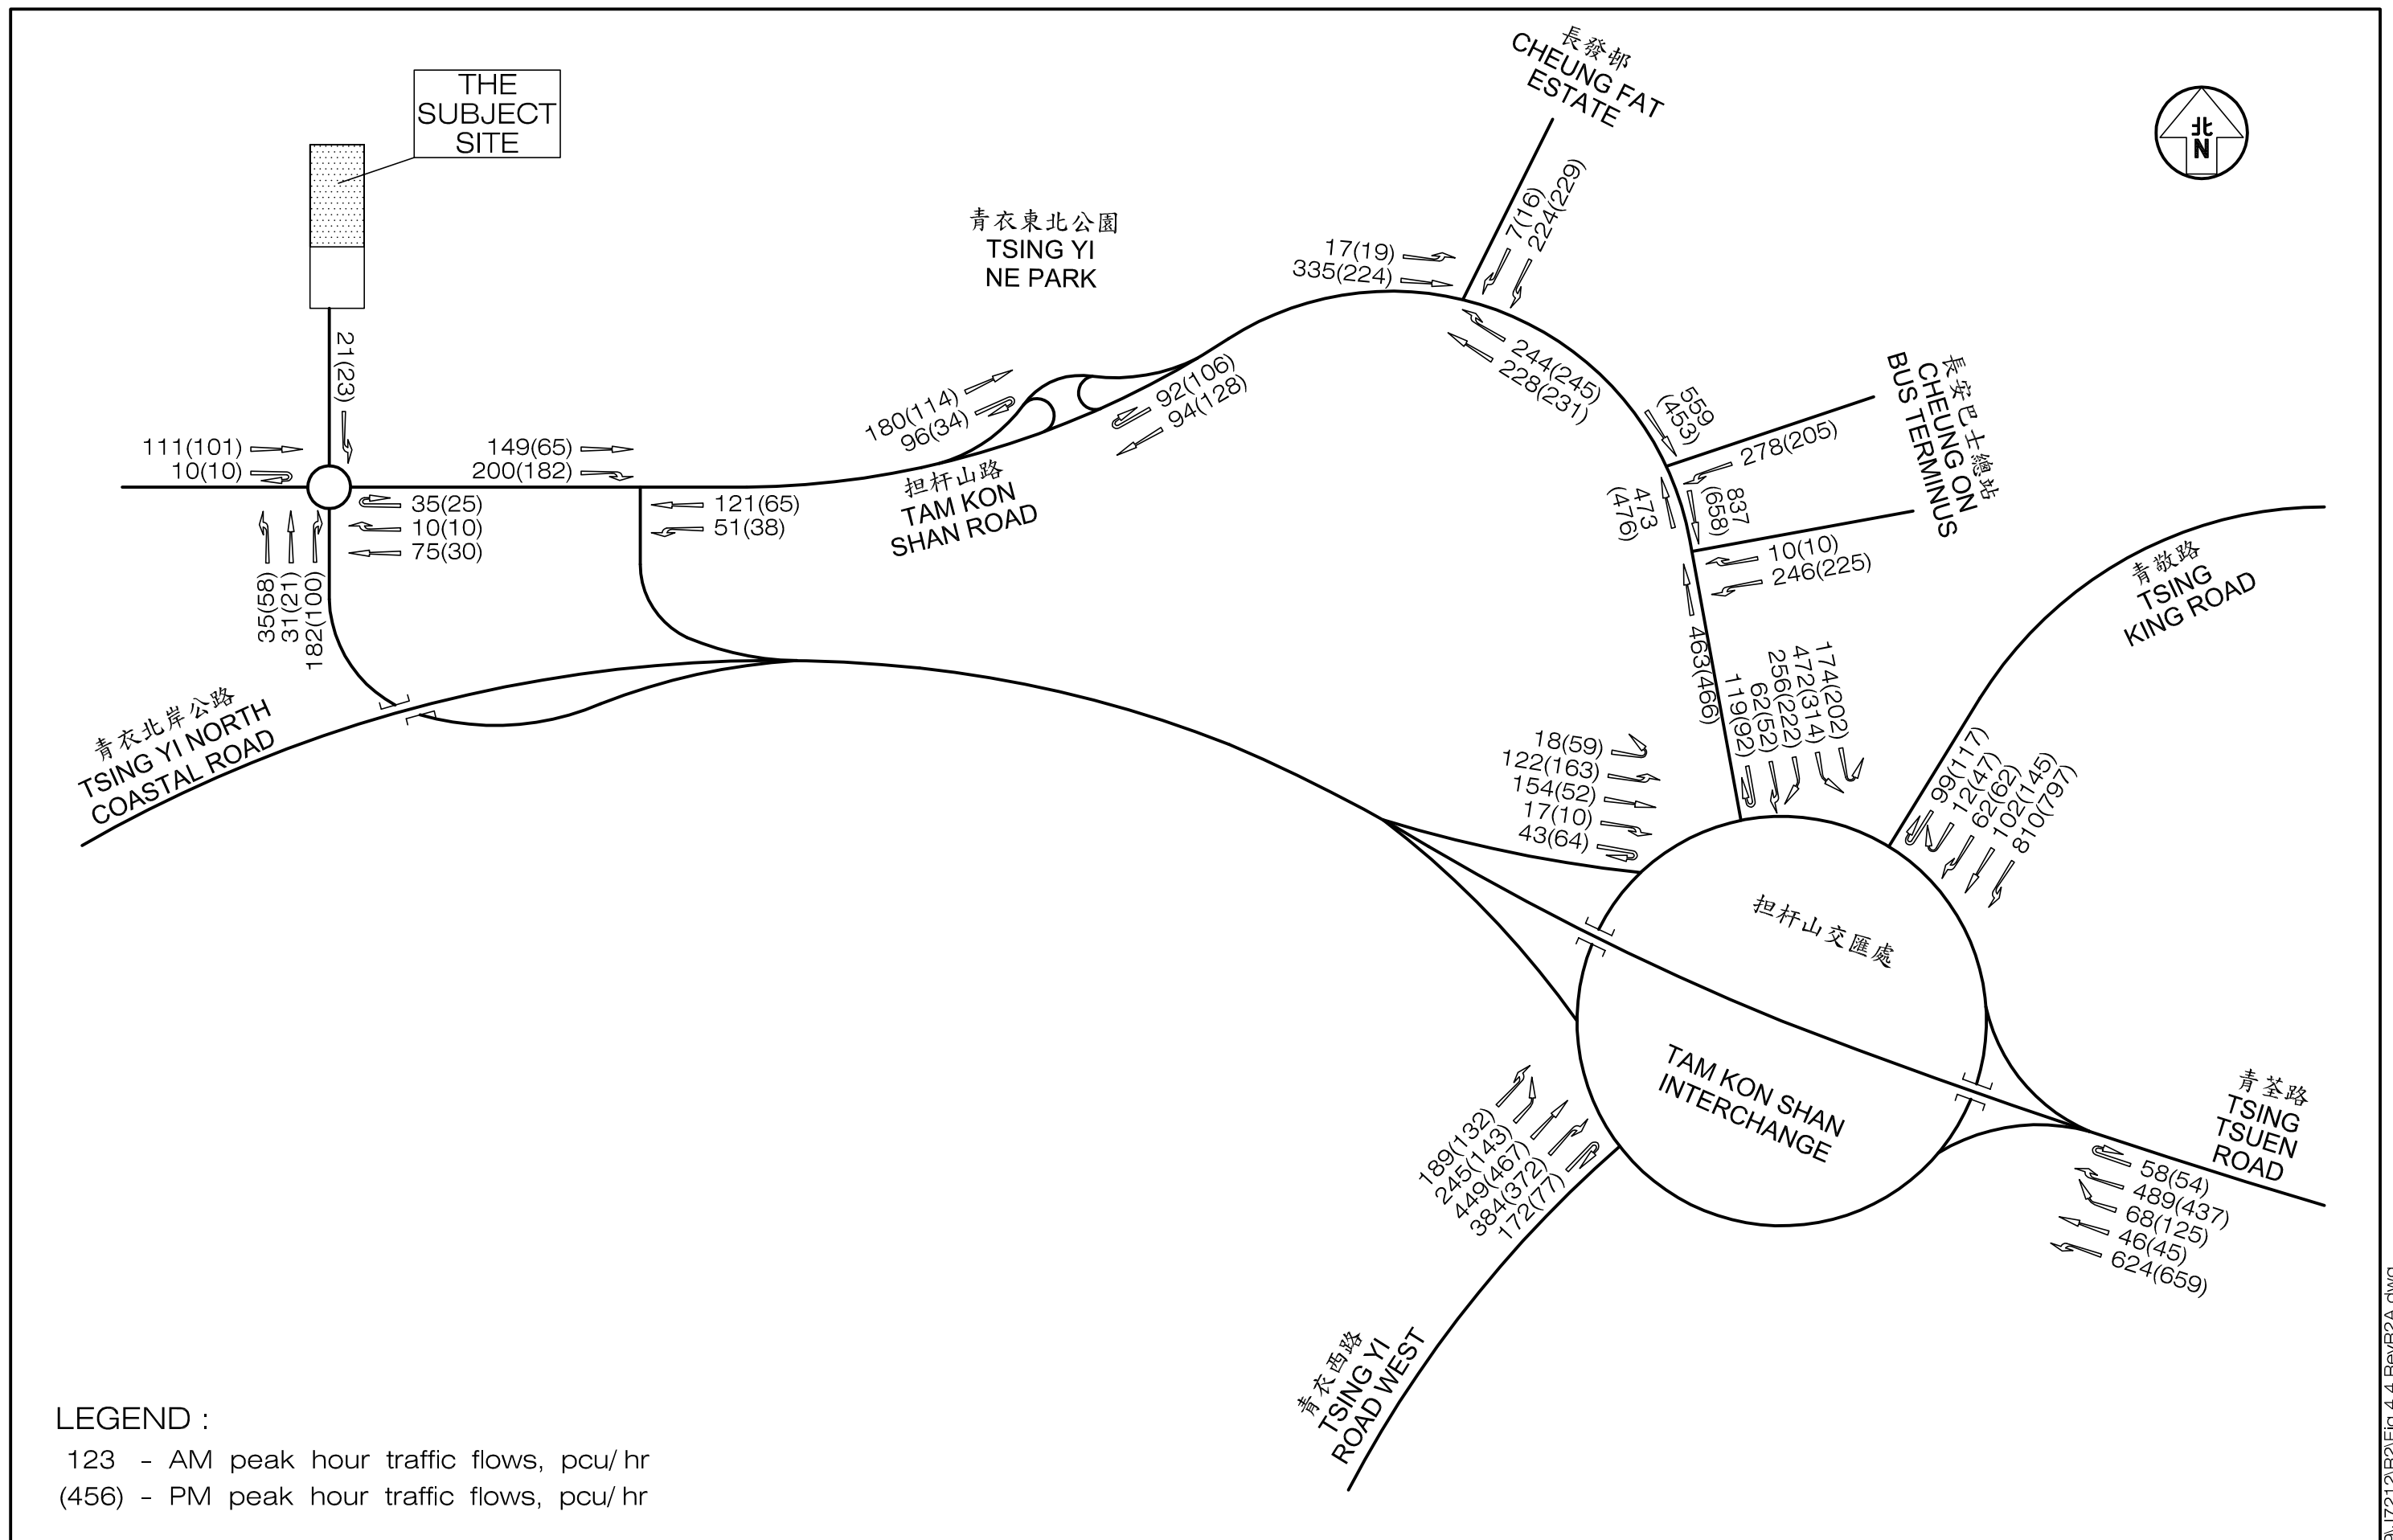 THE
SUBJECT
SITE
長發邨
CHEUNG FAT
ESTATE
北
N
青衣東北公園
TSING YI
NE PARK
7(16)
224(229)
17(19)
335(224)
244(245)
228(231)
21(23)
111(101)
10(10)
149(65)
200(182)
35(25)
10(10)
75(30)
121(65)
51(38)
35(58)
31(21)
182(100)
180(114)
96(34)
92(106)
94(128)
担杆山路
TAM KON
SHAN ROAD
559
(453)
278(205)
473
(476)
837
(658)
10(10)
246(225)
463(466)
長安巴士總站
CHEUNG ON
BUS TERMINUS
青敬路
TSING
KING ROAD
青衣北岸公路
TSING YI NORTH
COASTAL ROAD
119(92)
62(52)
256(222)
472(314)
174(202)
18(59)
122(163)
154(52)
17(10)
43(64)
99(117)
12(47)
62(62)
102(145)
810(797)
担杆山交匯處
TAM KON SHAN
INTERCHANGE
189(132)
245(143)
449(467)
384(372)
172(77)
青荃路
TSING
TSUEN
ROAD
58(54)
489(437)
68(125)
46(45)
624(659)
青衣西路
TSING YI
ROAD WEST
LEGEND :
123 - AM peak hour traffic flows, pcu/hr
(456) - PM peak hour traffic flows, pcu/hr